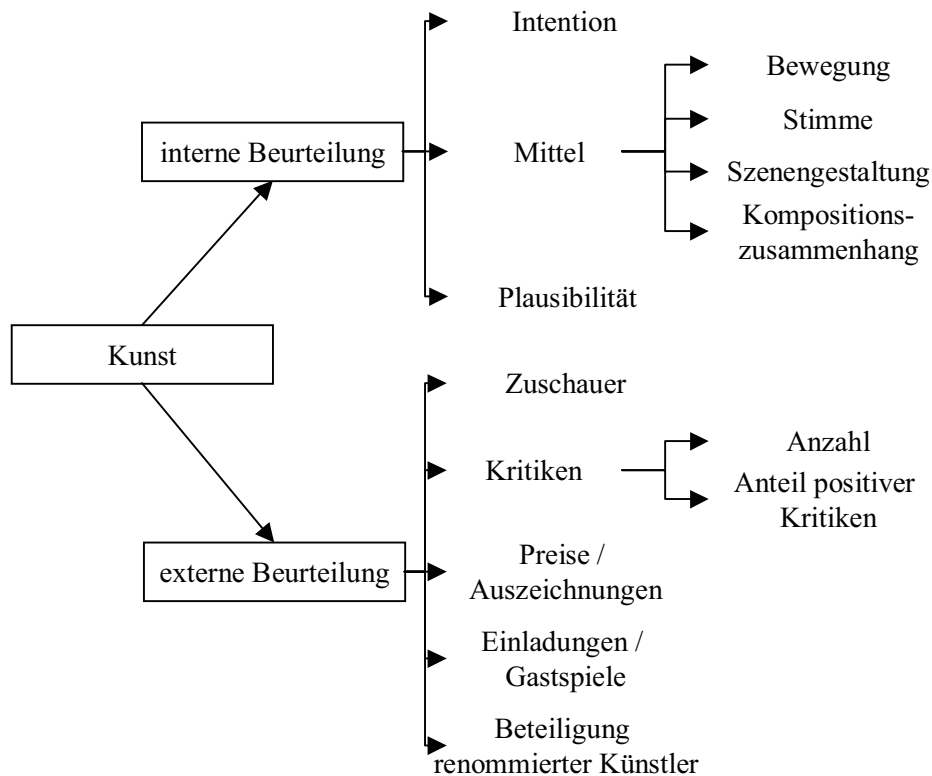 Intention
Bewegung
Stimme
interne Beurteilung
Mittel
Szenengestaltung
Kompositions-
zusammenhang
Plausibilität
Kunst
Zuschauer
Anzahl
Kritiken
Anteil positiver
Kritiken
externe Beurteilung
Preise /
Auszeichnungen
Einladungen /
Gastspiele
Beteiligung
renommierter Künstler